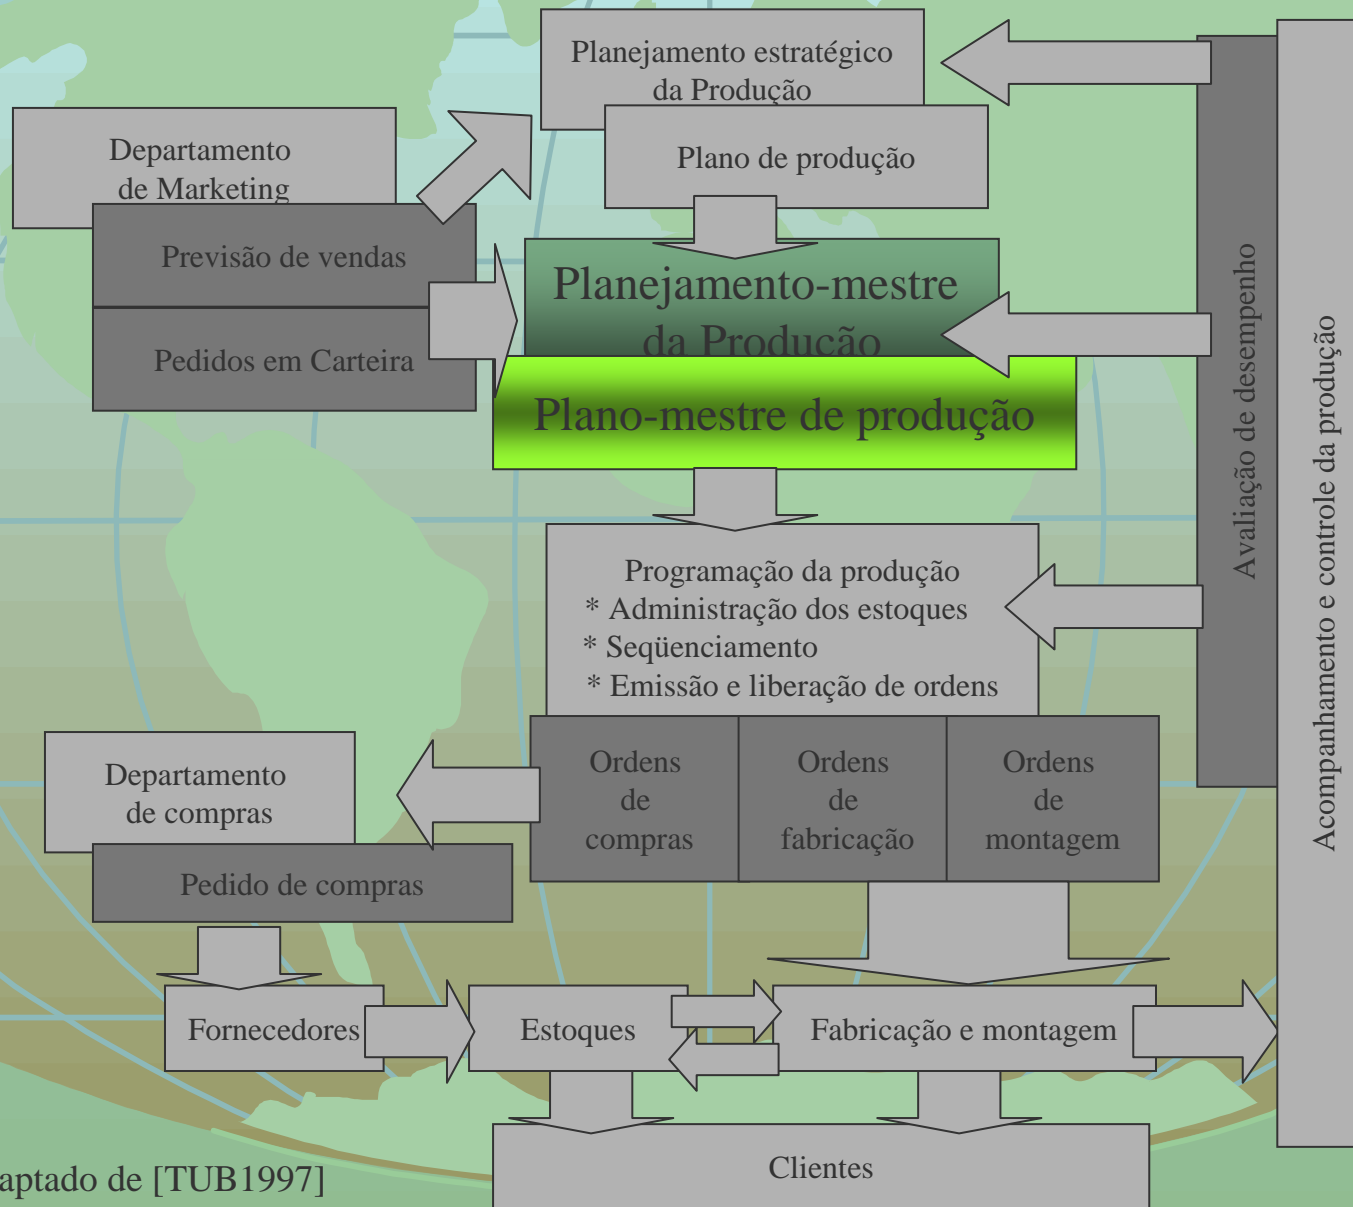 Planejamento estratégico
da Produção
Plano de produção
Departamento
de Marketing
Previsão de vendas
Pedidos em Carteira
Planejamento-mestre
da Produção
Plano-mestre de produção
Programação da produção
* Administração dos estoques
* Seqüenciamento
* Emissão e liberação de ordens
Ordens
de
compras
Ordens
de
fabricação
Ordens
de
montagem
Departamento
de compras
Pedido de compras
Fornecedores
Estoques
Fabricação e montagem
Clientes
Avaliação de desempenho
Acompanhamento e controle da produção
aptado de [TUB1997]